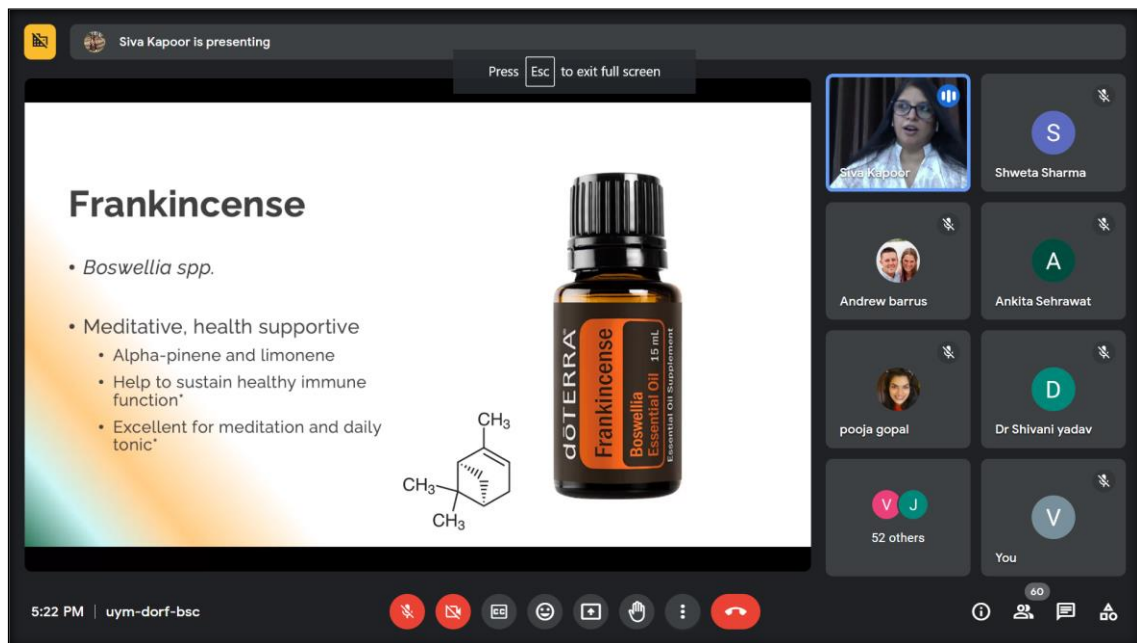 Siva Kapoor is presenting
Press Esc to exit full screen
Frankincense
• Boswellia spp.
• Meditative, health supportive
• Alpha-pinene and limonene
• Help to sustain healthy immune
function*
• Excellent for meditation and daily
tonic*
CH₃
CH₃
CH₃
dōTERRA™
Frankincense
Boswellia
Essential Oil 15 mL
Essential Oil Supplement
Siva Kapoor
S
Shweta Sharma
Andrew barrus
A
Ankita Sehrawat
pooja gopal
D
Dr Shivani yadav
V J
52 others
V
You
5:22 PM | uym-dorf-bsc
CC
60